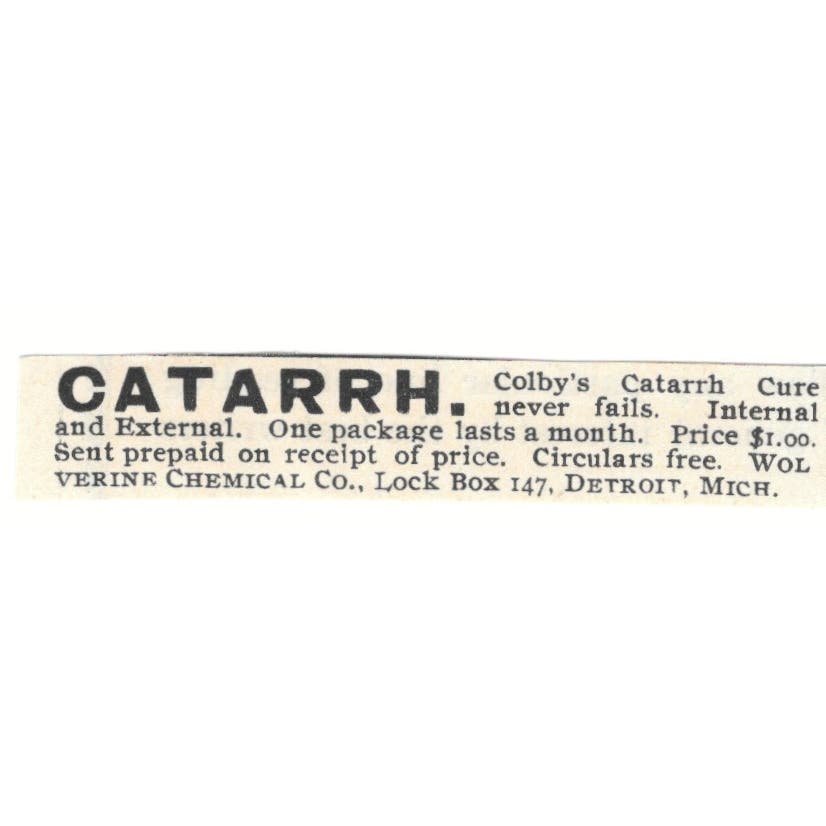 CATARRH. Colby's Catarrh Cure
never fails. Internal
and External. One package lasts a month. Price $1.00.
Sent prepaid on receipt of price. Circulars free. WOL
VERINE CHEMICAL CO., Lock Box 147, DETROIT, MICH.